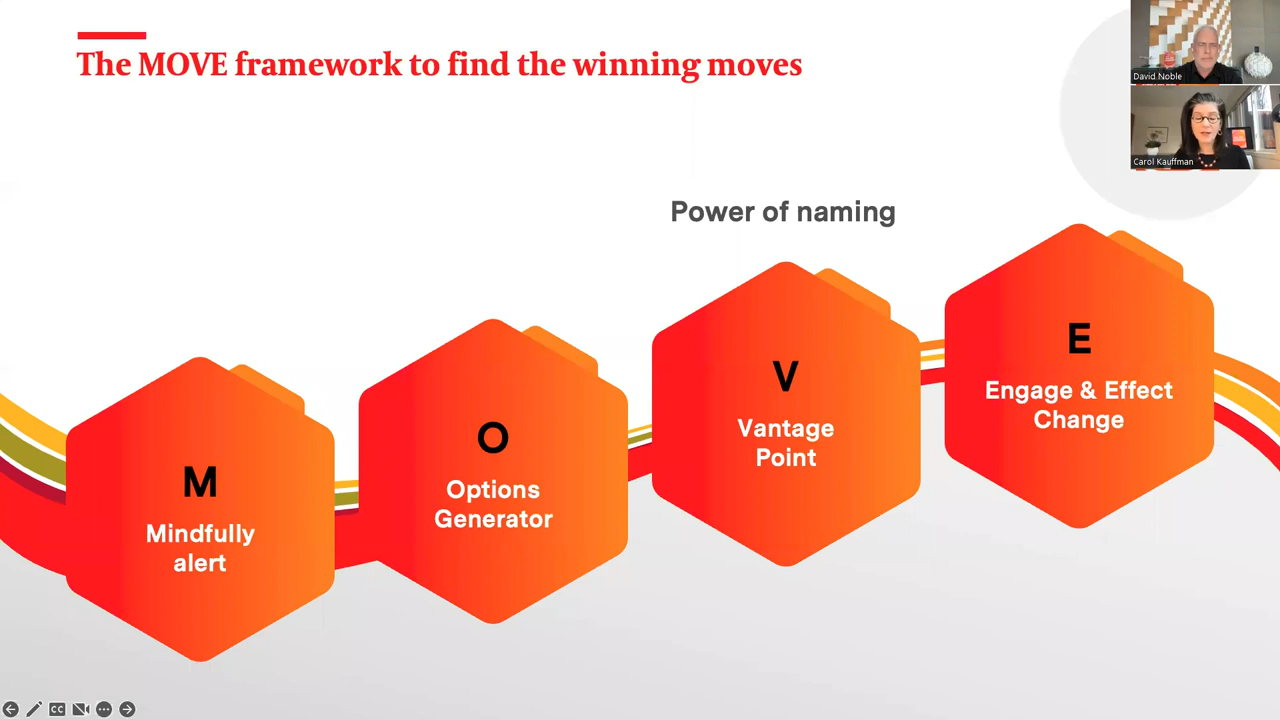 The MOVE framework to find the winning moves
David Noble
Carol Kauffman
Power of naming
M
Mindfully
alert
O
Options
Generator
V
Vantage
Point
E
Engage & Effect
Change
CC